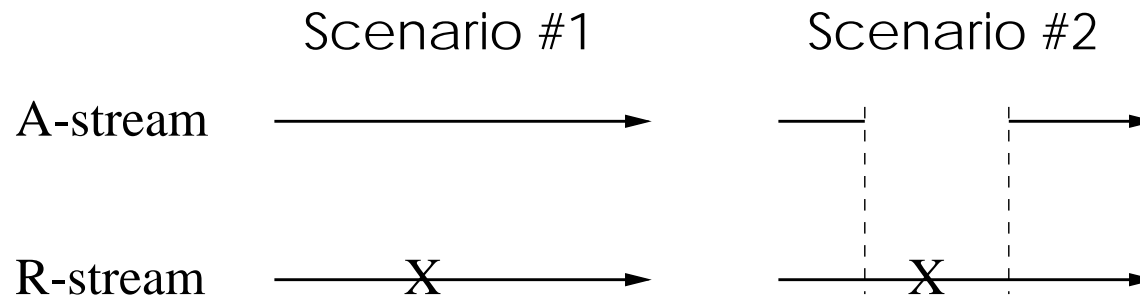 Scenario #1
Scenario #2
A-stream
R-stream
X
X